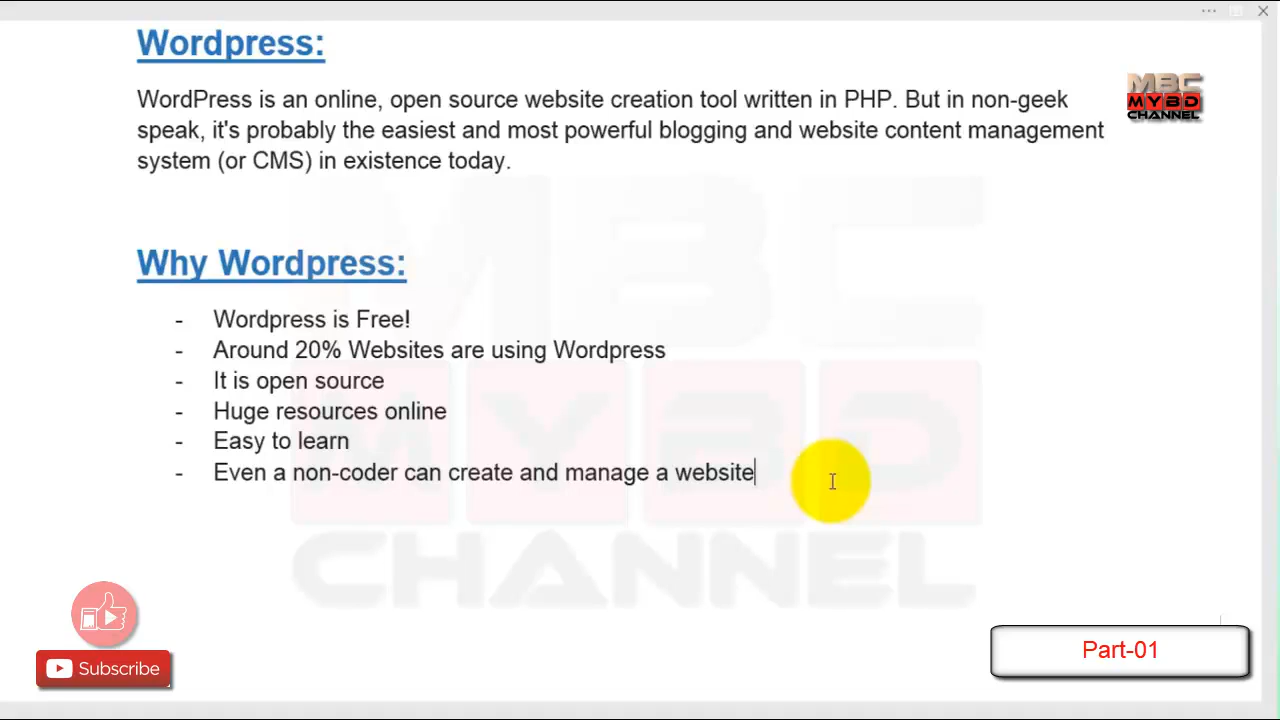 Wordpress:
WordPress is an online, open source website creation tool written in PHP. But in non-geek
speak, it's probably the easiest and most powerful blogging and website content management
system (or CMS) in existence today.
MBC
MYBD
CHANNEL
Why Wordpress:
- Wordpress is Free!
- Around 20% Websites are using Wordpress
- It is open source
- Huge resources online
- Easy to learn
- Even a non-coder can create and manage a website
MBC
MYBD
CHANNEL
Subscribe
Part-01